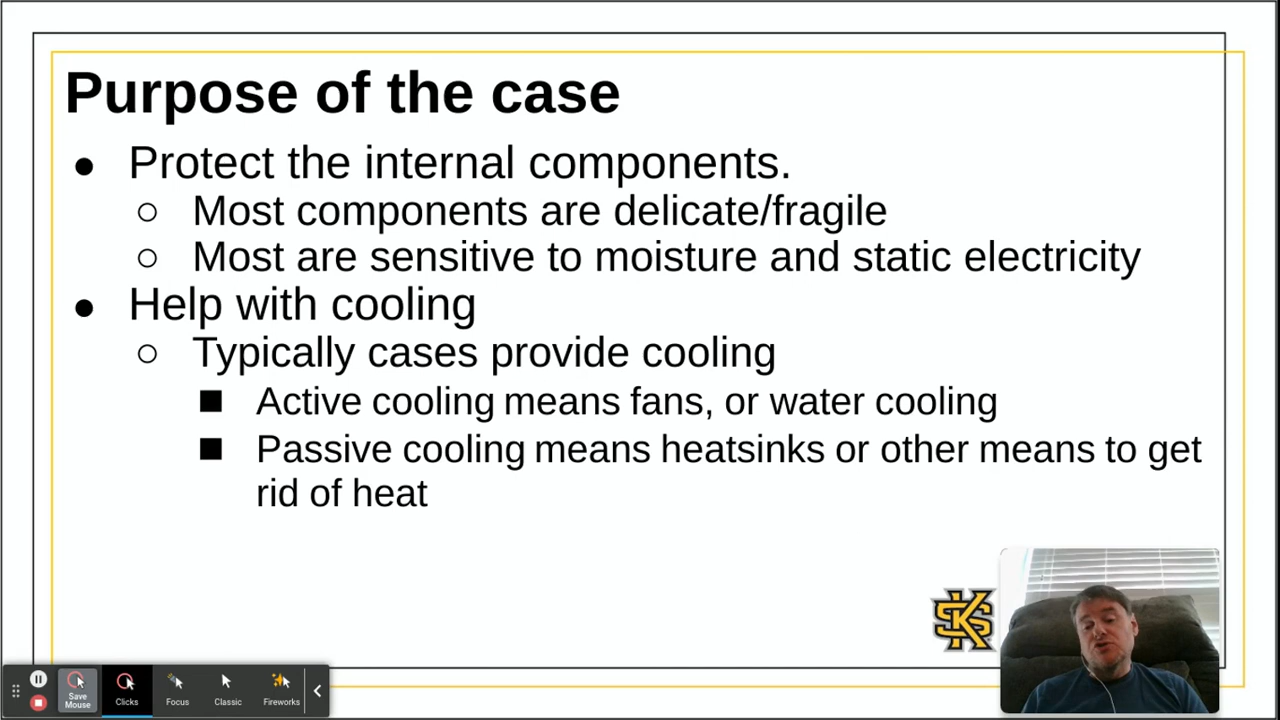 Purpose of the case
● Protect the internal components.
○ Most components are delicate/fragile
○ Most are sensitive to moisture and static electricity
● Help with cooling
○ Typically cases provide cooling
■ Active cooling means fans, or water cooling
■ Passive cooling means heatsinks or other means to get
rid of heat
KS
Save
Mouse
Clicks
Focus
Classic
Fireworks